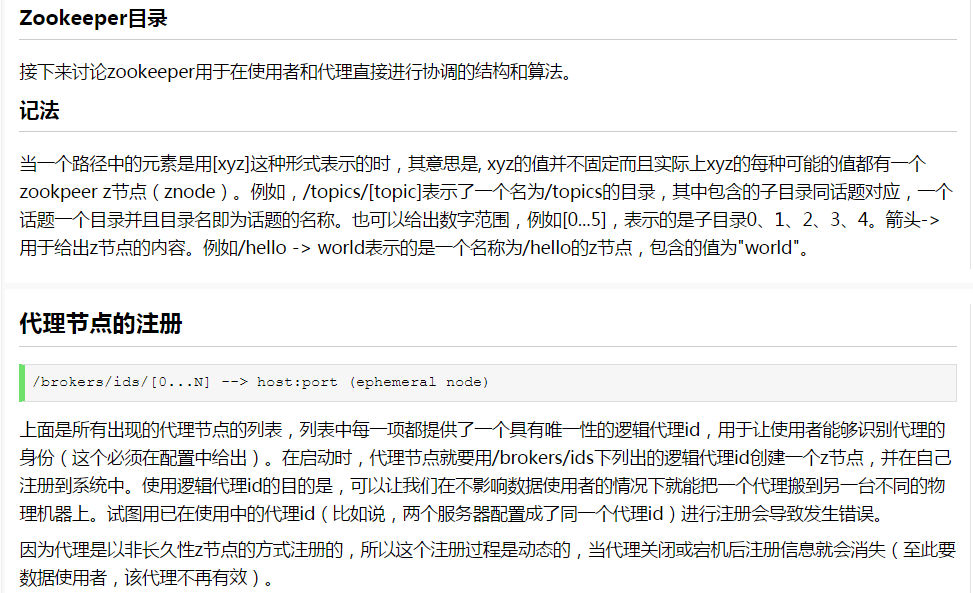 Zookeeper目录
接下来讨论zookeeper用于在使用者和代理直接进行协调的结构和算法。
记法
当一个路径中的元素是用[xyz]这种形式表示的时，其意思是, xyz的值并不固定而且实际上xyz的每种可能的值都有一个
zookpeer z节点（znode）。例如，/topics/[topic]表示了一个名为/topics的目录，其中包含的子目录同话题对应，一个
话题一个目录并且目录名即为话题的名称。也可以给出数字范围，例如[0...5]，表示的是子目录0、1、2、3、4。箭头->
用于给出z节点的内容。例如/hello -> world表示的是一个名称为/hello的z节点，包含的值为"world"。
代理节点的注册
/brokers/ids/[0...N] --> host:port (ephemeral node)
上面是所有出现的代理节点的列表，列表中每一项都提供了一个具有唯一性的逻辑代理id，用于让使用者能够识别代理的
身份（这个必须在配置中给出）。在启动时，代理节点就要用/brokers/ids下列出的逻辑代理id创建一个z节点，并在自己
注册到系统中。使用逻辑代理id的目的是，可以让我们在不影响数据使用者的情况下就能把一个代理搬到另一台不同的物
理机器上。试图用已在使用中的代理id（比如说，两个服务器配置成了同一个代理id）进行注册会导致发生错误。
因为代理是以非长久性z节点的方式注册的，所以这个注册过程是动态的，当代理关闭或宕机后注册信息就会消失（至此要
数据使用者，该代理不再有效）。